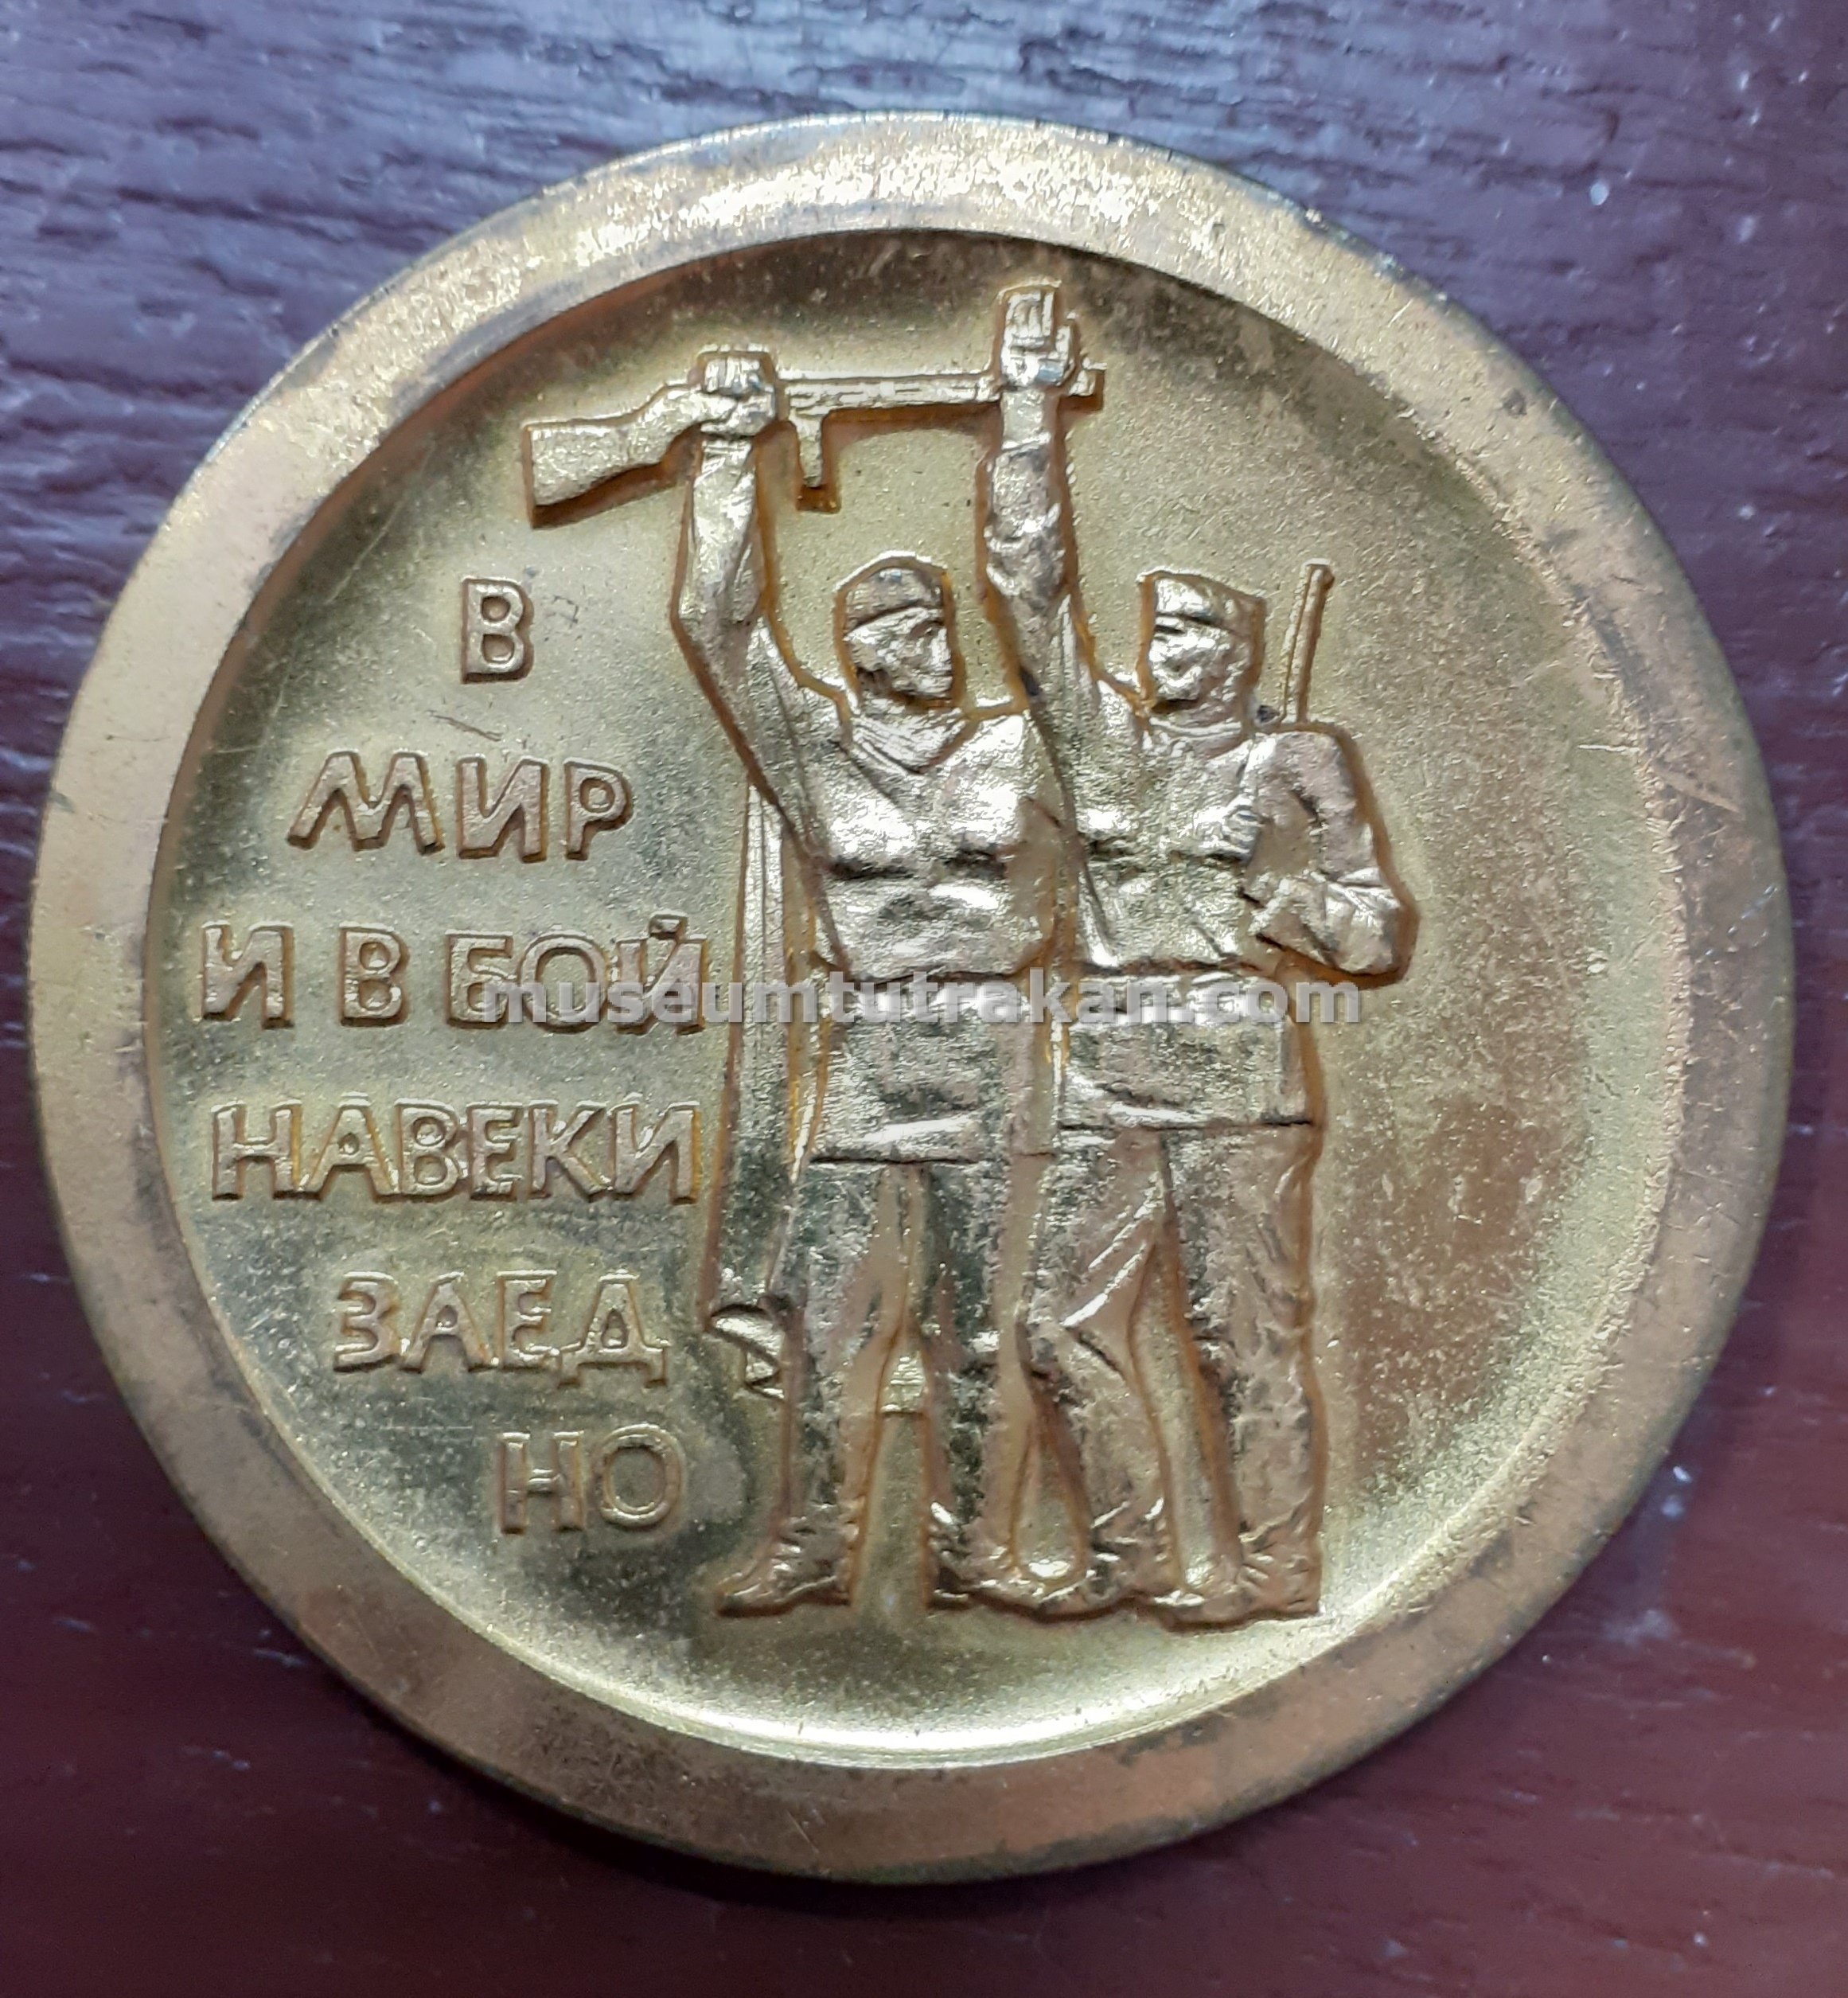 В
МИР
И В БОЙ
НАВЕКИ
ЗАЕД
НО
museumtutrakan.com